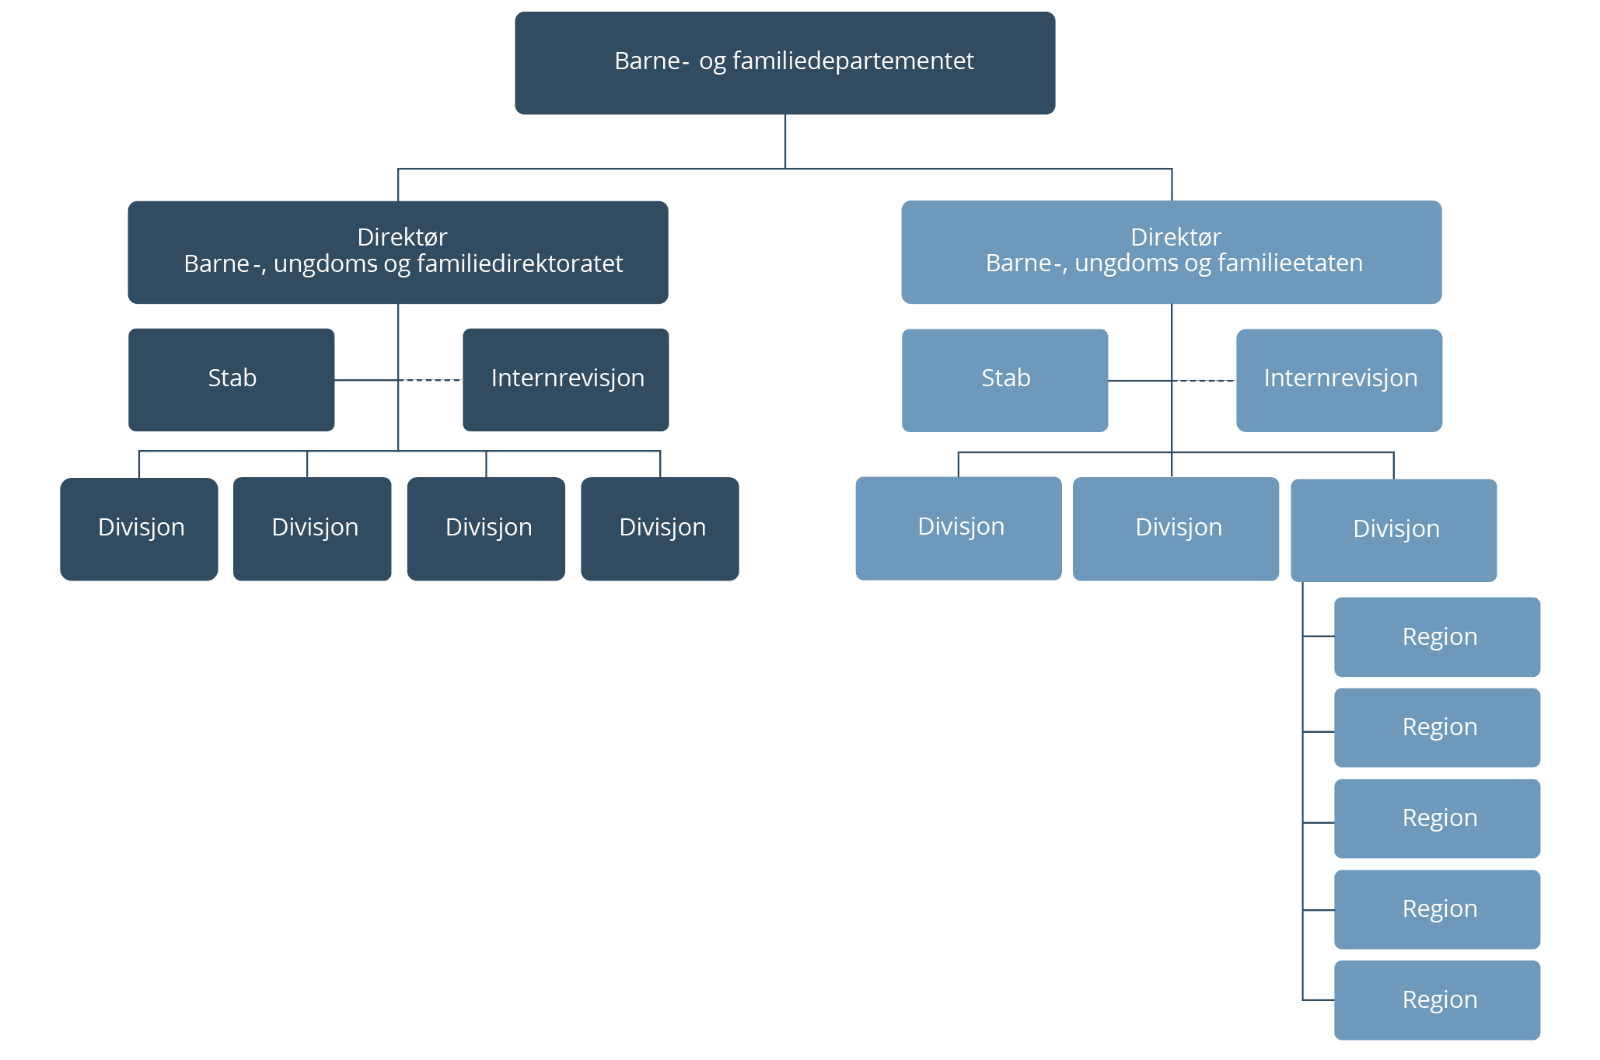 Barne- og familiedepartementet
Direktør
Barne-, ungdoms og familiedirektoratet
Direktør
Barne-, ungdoms og familieetaten
Stab
Internrevisjon
Stab
Internrevisjon
Divisjon
Divisjon
Divisjon
Divisjon
Divisjon
Divisjon
Divisjon
Region
Region
Region
Region
Region